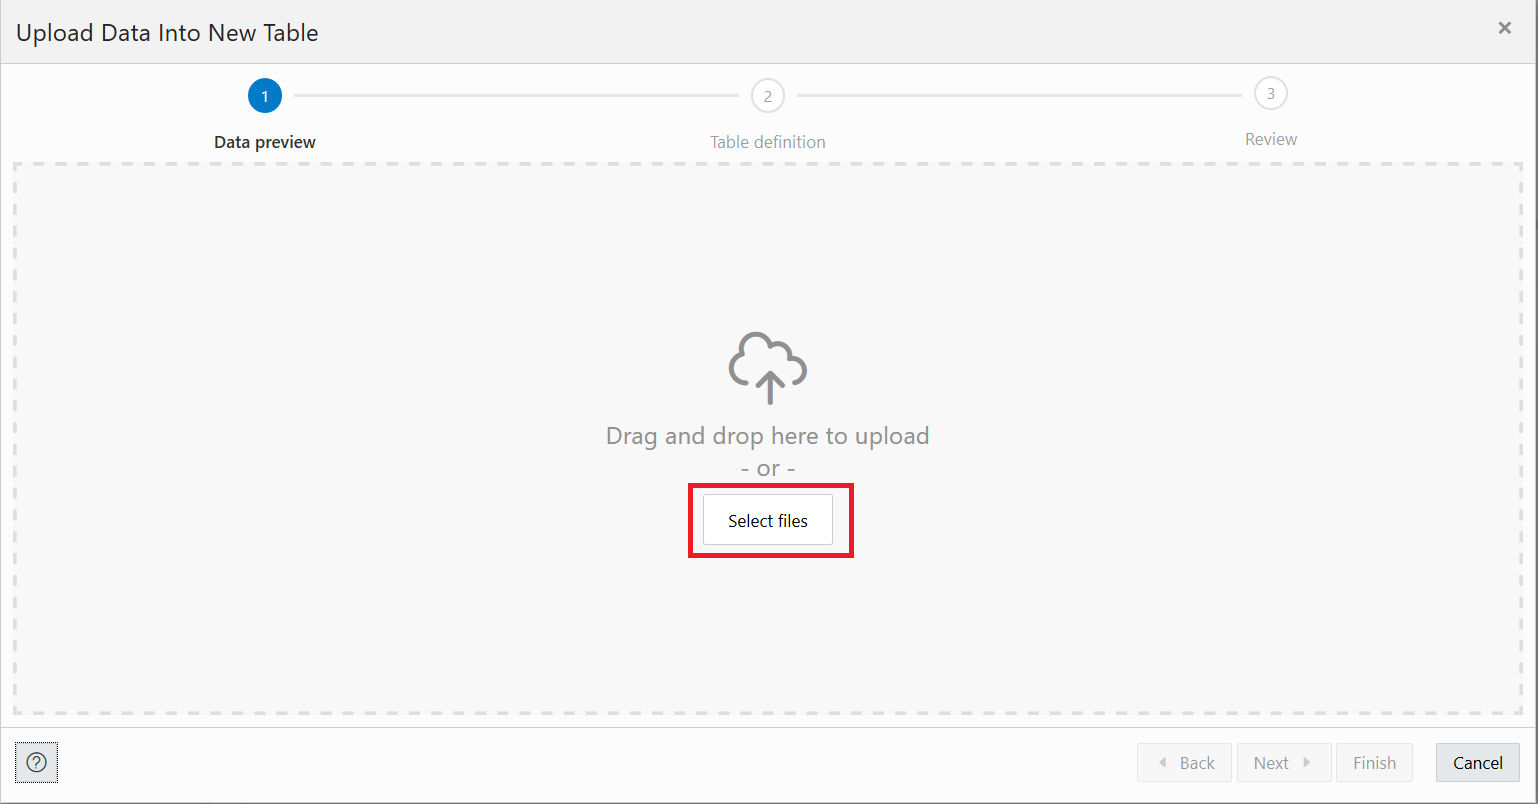 Upload Data Into New Table
×
1
2
3
Data preview
Table definition
Review
Drag and drop here to upload
- or -
Select files
?
Back
Next
Finish
Cancel